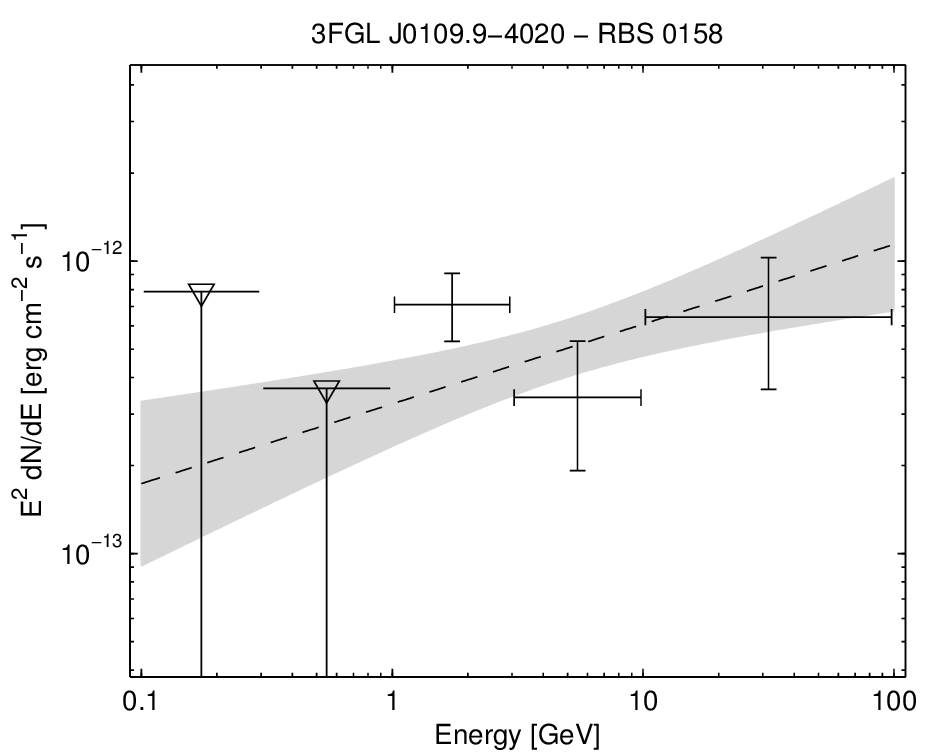 3FGL J0109.9−4020 − RBS 0158
E² dN/dE [erg cm⁻² s⁻¹]
10⁻¹²
10⁻¹³
0.1 1 10 100
Energy [GeV]